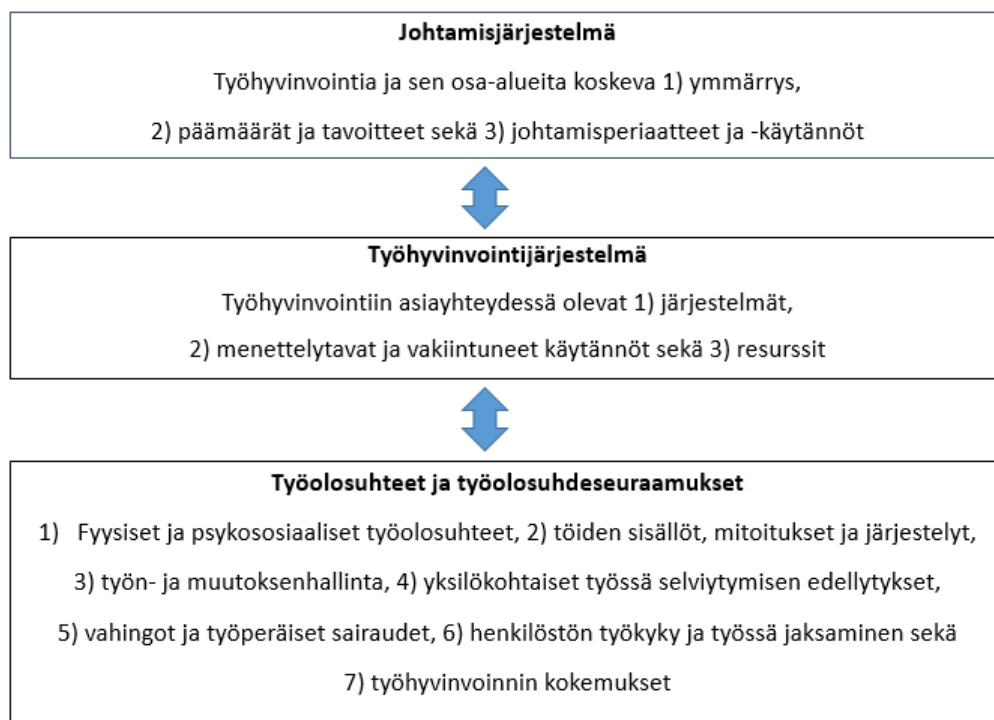 Johtamisjärjestelmä
Työhyvinvointia ja sen osa-alueita koskeva 1) ymmärrys,
2) päämäärät ja tavoitteet sekä 3) johtamisperiaatteet ja -käytännöt
Työhyvinvointijärjestelmä
Työhyvinvointiin asiayhteydessä olevat 1) järjestelmät,
2) menettelytavat ja vakiintuneet käytännöt sekä 3) resurssit
Työolosuhteet ja työolosuhdeseuraamukset
1) Fyysiset ja psykososiaaliset työolosuhteet, 2) töiden sisällöt, mitoitukset ja järjestelyt,
3) työn- ja muutoksenhallinta, 4) yksilökohtaiset työssä selviytymisen edellytykset,
5) vahingot ja työperäiset sairaudet, 6) henkilöstön työkyky ja työssä jaksaminen sekä
7) työhyvinvoinnin kokemukset